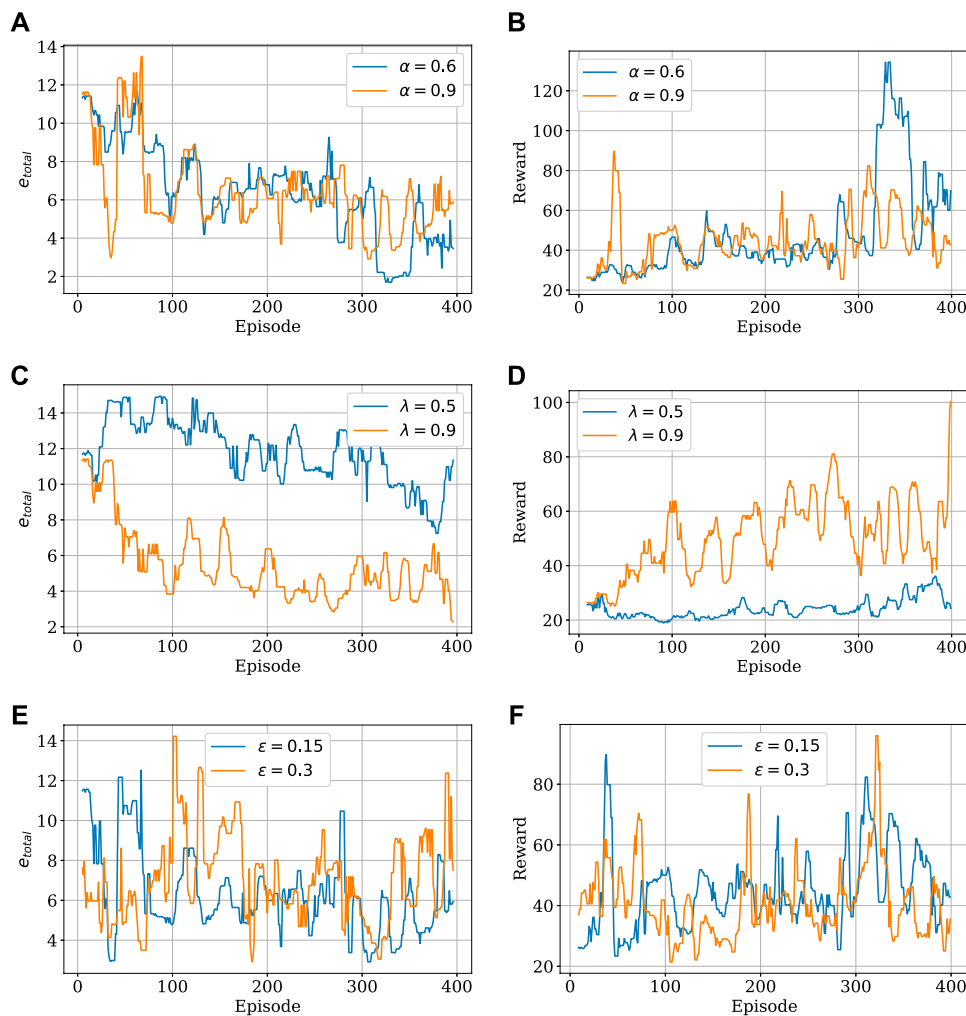 A
14
12
10
8
6
4
2
e_total
0 100 200 300 400
Episode
α = 0.6
α = 0.9
B
120
100
80
60
40
20
Reward
0 100 200 300 400
Episode
α = 0.6
α = 0.9
C
14
12
10
8
6
4
2
e_total
0 100 200 300 400
Episode
λ = 0.5
λ = 0.9
D
100
80
60
40
20
Reward
0 100 200 300 400
Episode
λ = 0.5
λ = 0.9
E
14
12
10
8
6
4
e_total
0 100 200 300 400
Episode
ε = 0.15
ε = 0.3
F
80
60
40
20
Reward
0 100 200 300 400
Episode
ε = 0.15
ε = 0.3